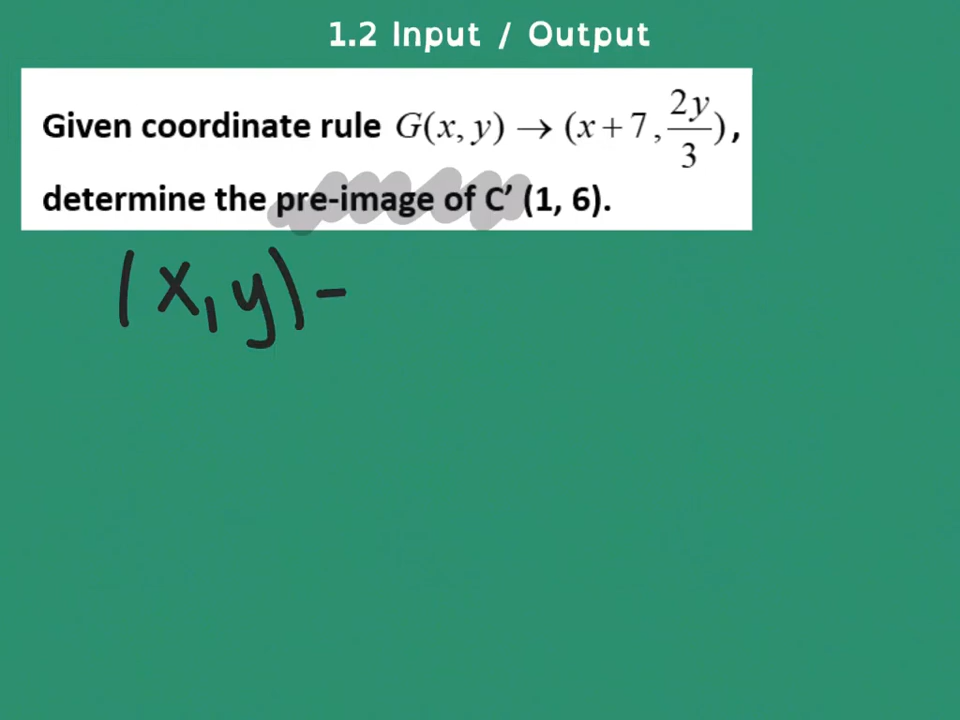 1.2 Input / Output
Given coordinate rule G(x, y) → (x + 7, 2y/3),
determine the pre-image of C′ (1, 6).
(x,y) -